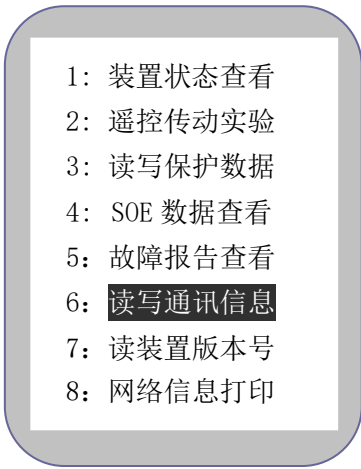 1: 装置状态查看
2: 遥控传动实验
3: 读写保护数据
4: SOE 数据查看
5: 故障报告查看
6: 读写通讯信息
7: 读装置版本号
8: 网络信息打印